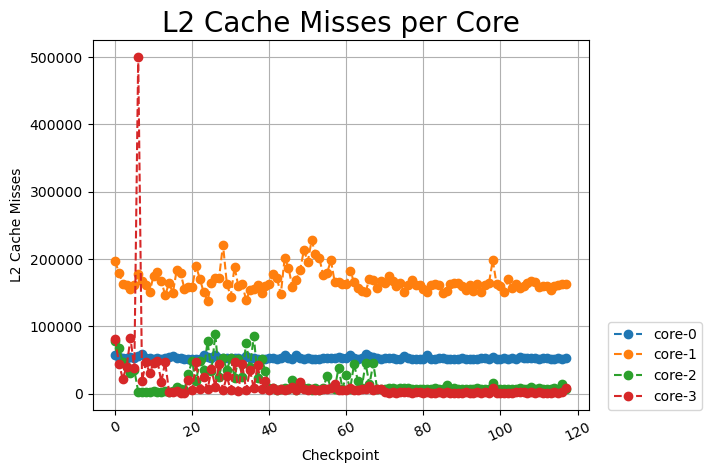 L2 Cache Misses per Core
500000
400000
300000
200000
100000
0
L2 Cache Misses
0
20
40
60
80
100
120
Checkpoint
core-0
core-1
core-2
core-3